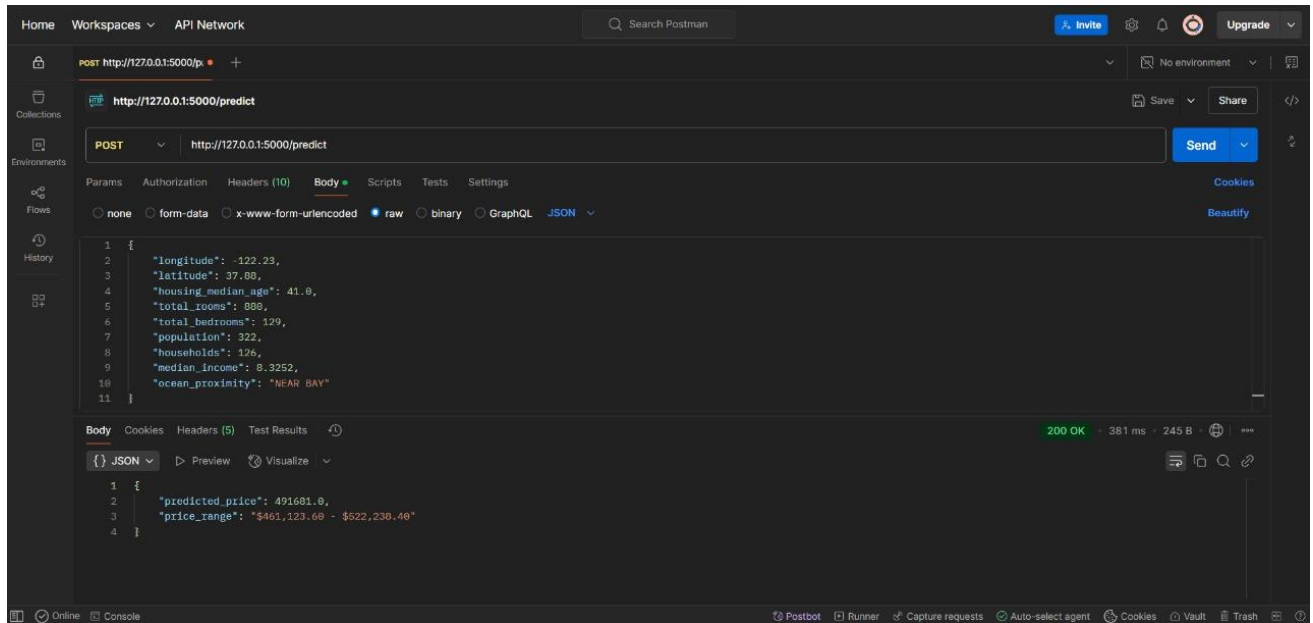 Home Workspaces API Network Search Postman Invite Upgrade
POST http://127.0.0.1:5000/p No environment
Collections
Environments
Flows
History
HTTP http://127.0.0.1:5000/predict Save Share
POST http://127.0.0.1:5000/predict Send
Params Authorization Headers (10) Body Scripts Tests Settings Cookies
none form-data x-www-form-urlencoded raw binary GraphQL JSON Beautify
1 {
2 "longitude": -122.23,
3 "latitude": 37.88,
4 "housing_median_age": 41.0,
5 "total_rooms": 880,
6 "total_bedrooms": 129,
7 "population": 322,
8 "households": 126,
9 "median_income": 8.3252,
10 "ocean_proximity": "NEAR BAY"
11 }
Body Cookies Headers (5) Test Results 200 OK 381 ms 245 B
{} JSON Preview Visualize
1 {
2 "predicted_price": 491681.0,
3 "price_range": "$461,123.60 - $522,238.40"
4 }
Online Console Postbot Runner Capture requests Auto-select agent Cookies Vault Trash